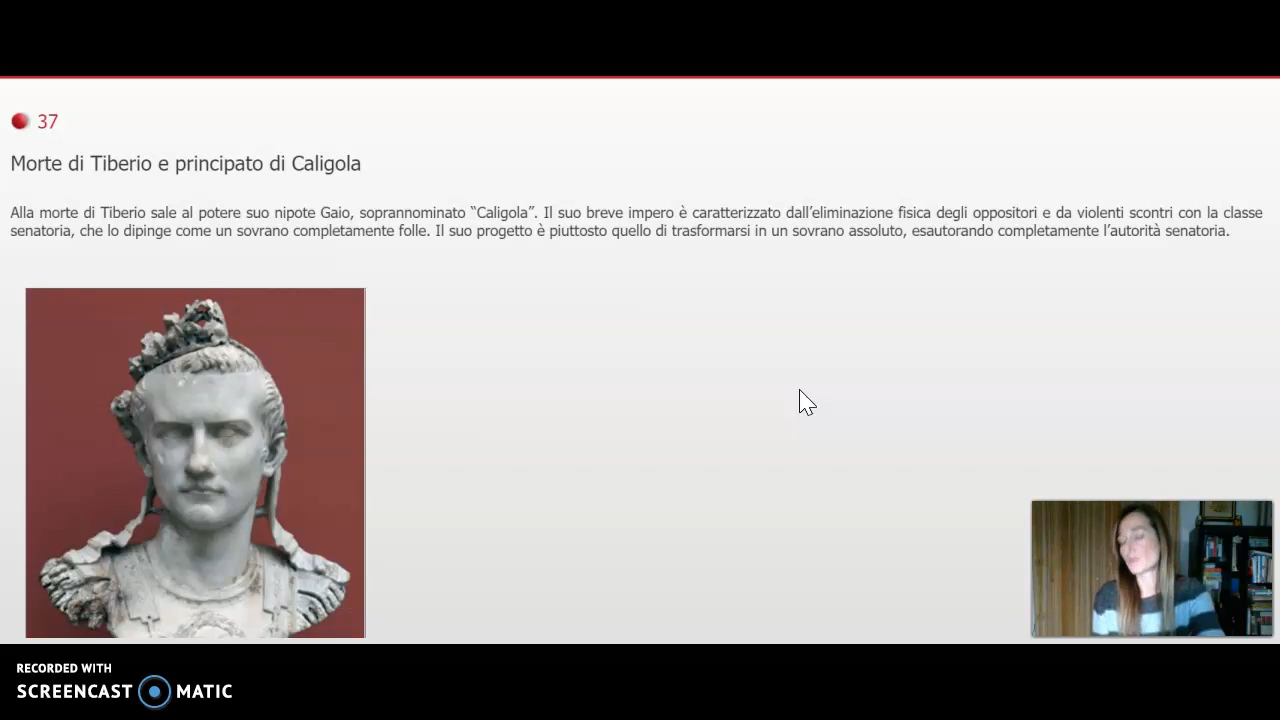 37
Morte di Tiberio e principato di Caligola
Alla morte di Tiberio sale al potere suo nipote Gaio, soprannominato “Caligola”. Il suo breve impero è caratterizzato dall’eliminazione fisica degli oppositori e da violenti scontri con la classe
senatoria, che lo dipinge come un sovrano completamente folle. Il suo progetto è piuttosto quello di trasformarsi in un sovrano assoluto, esautorando completamente l’autorità senatoria.
RECORDED WITH
SCREENCAST MATIC